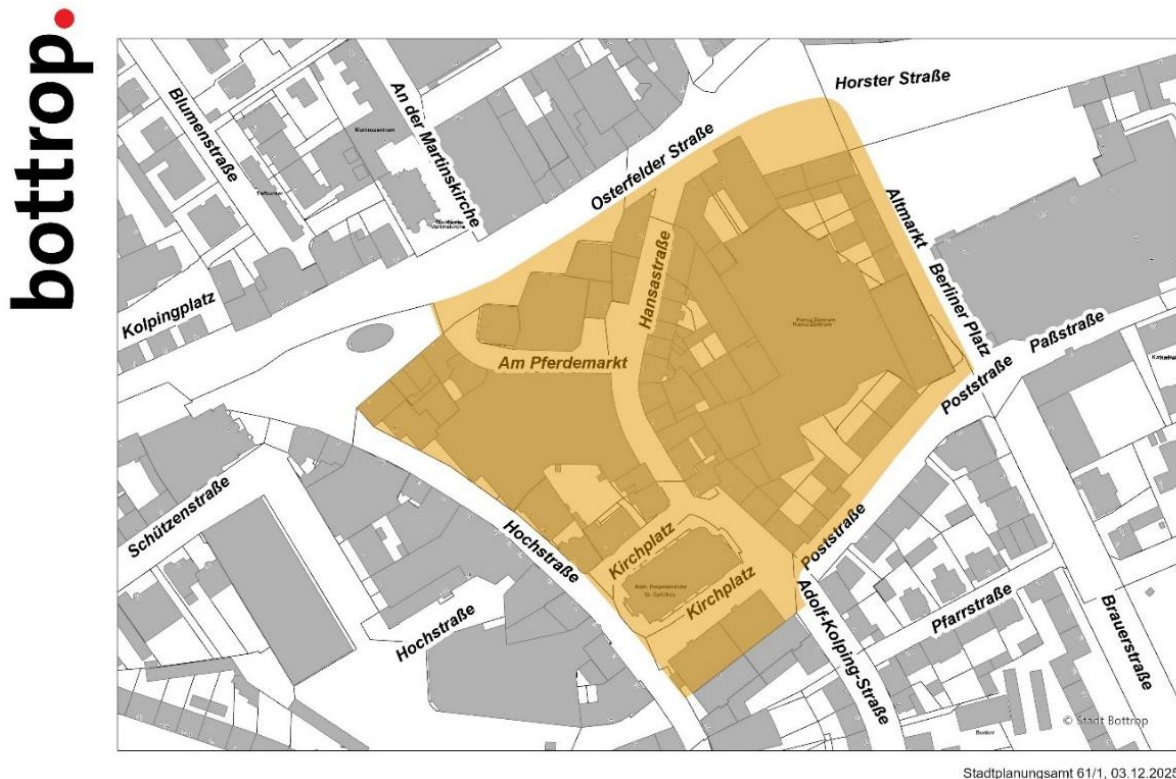 bottrop.
Horster Straße
Blumenstraße
An der Martinskirche
Osterfelder Straße
Altmarkt
Berliner Platz
Hansastraße
Kolpingplatz
Paßstraße
Am Pferdemarkt
Poststraße
Schützenstraße
Hochstraße
Kirchplatz
Poststraße
Kirchplatz
Hochstraße
Adolf-Kolping-Straße
Pfarrstraße
Brauerstraße
© Stadt Bottrop
Stadtplanungsamt 61/1, 03.12.2025